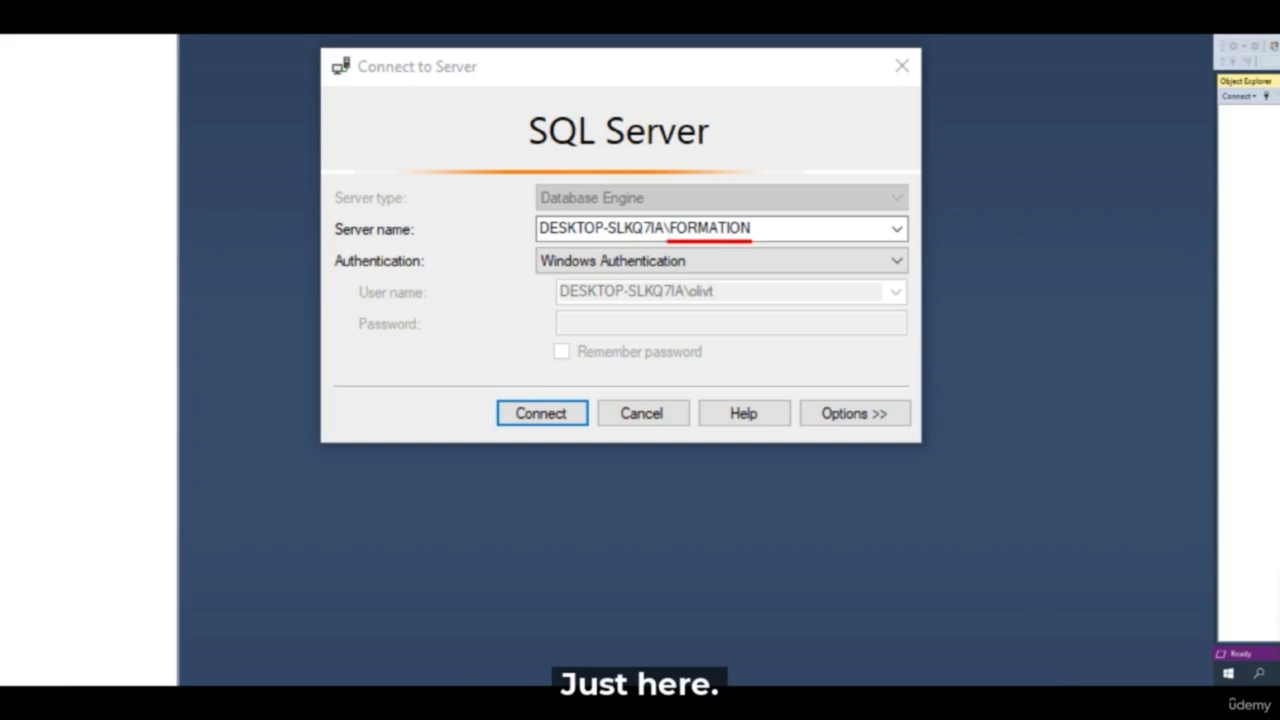 Connect to Server
SQL Server
Server type: Database Engine
Server name: DESKTOP-SLKQ7IA\FORMATION
Authentication: Windows Authentication
User name: DESKTOP-SLKQ7IA\olivt
Password:
Remember password
Connect Cancel Help Options >>
Object Explorer
Connect
Ready
Just here.
ûdemy